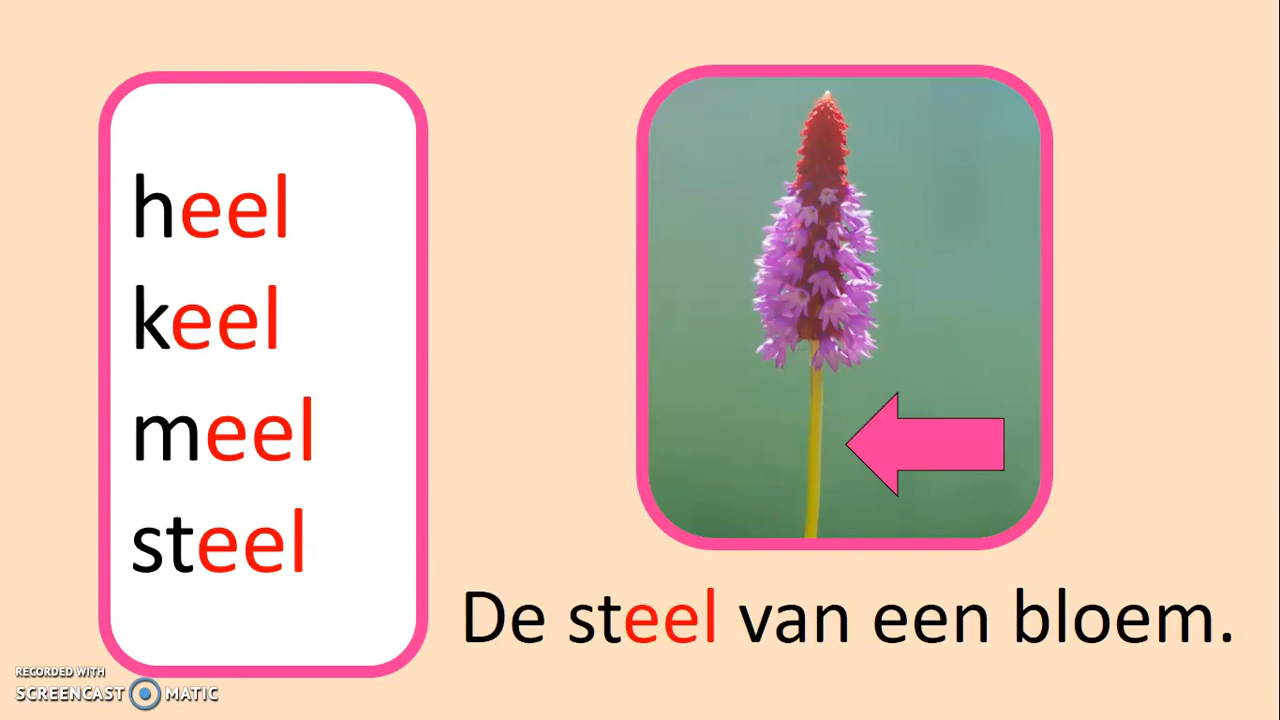 heel
keel
meel
steel
De steel van een bloem.
RECORDED WITH
SCREENCAST MATIC